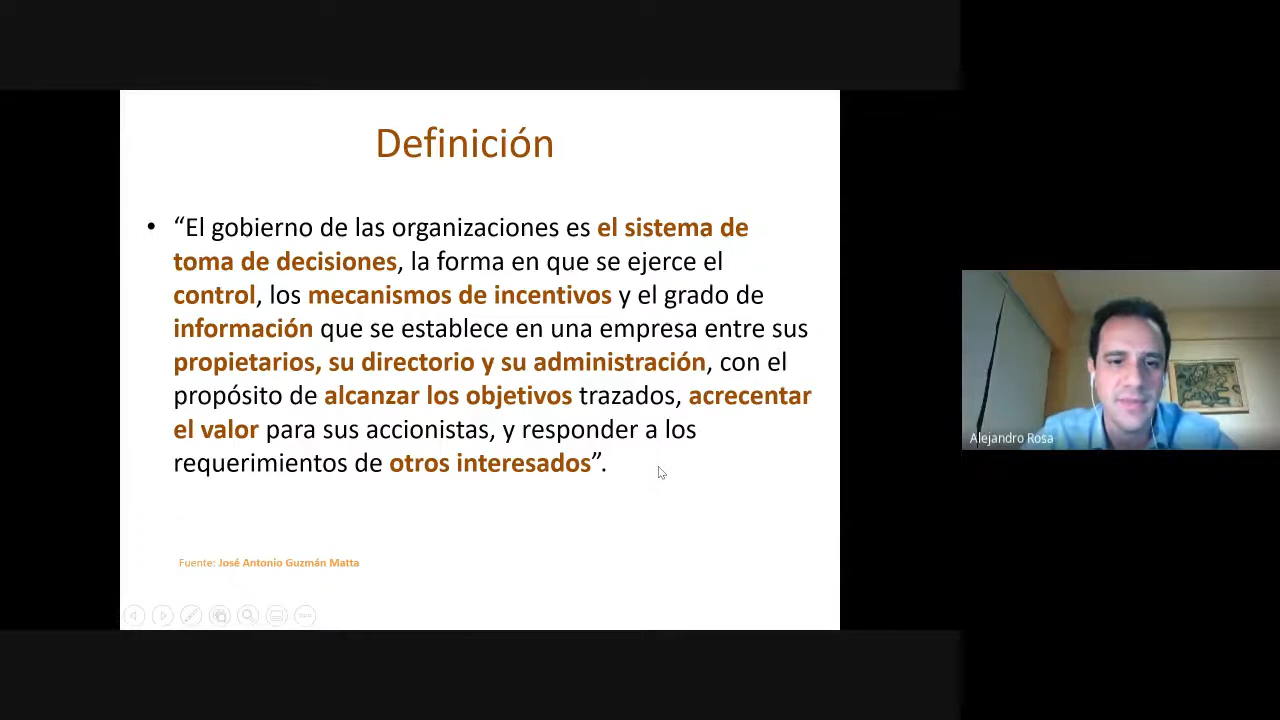 Definición
• “El gobierno de las organizaciones es el sistema de
toma de decisiones, la forma en que se ejerce el
control, los mecanismos de incentivos y el grado de
información que se establece en una empresa entre sus
propietarios, su directorio y su administración, con el
propósito de alcanzar los objetivos trazados, acrecentar
el valor para sus accionistas, y responder a los
requerimientos de otros interesados”.
Fuente: José Antonio Guzmán Matta
Alejandro Rosa